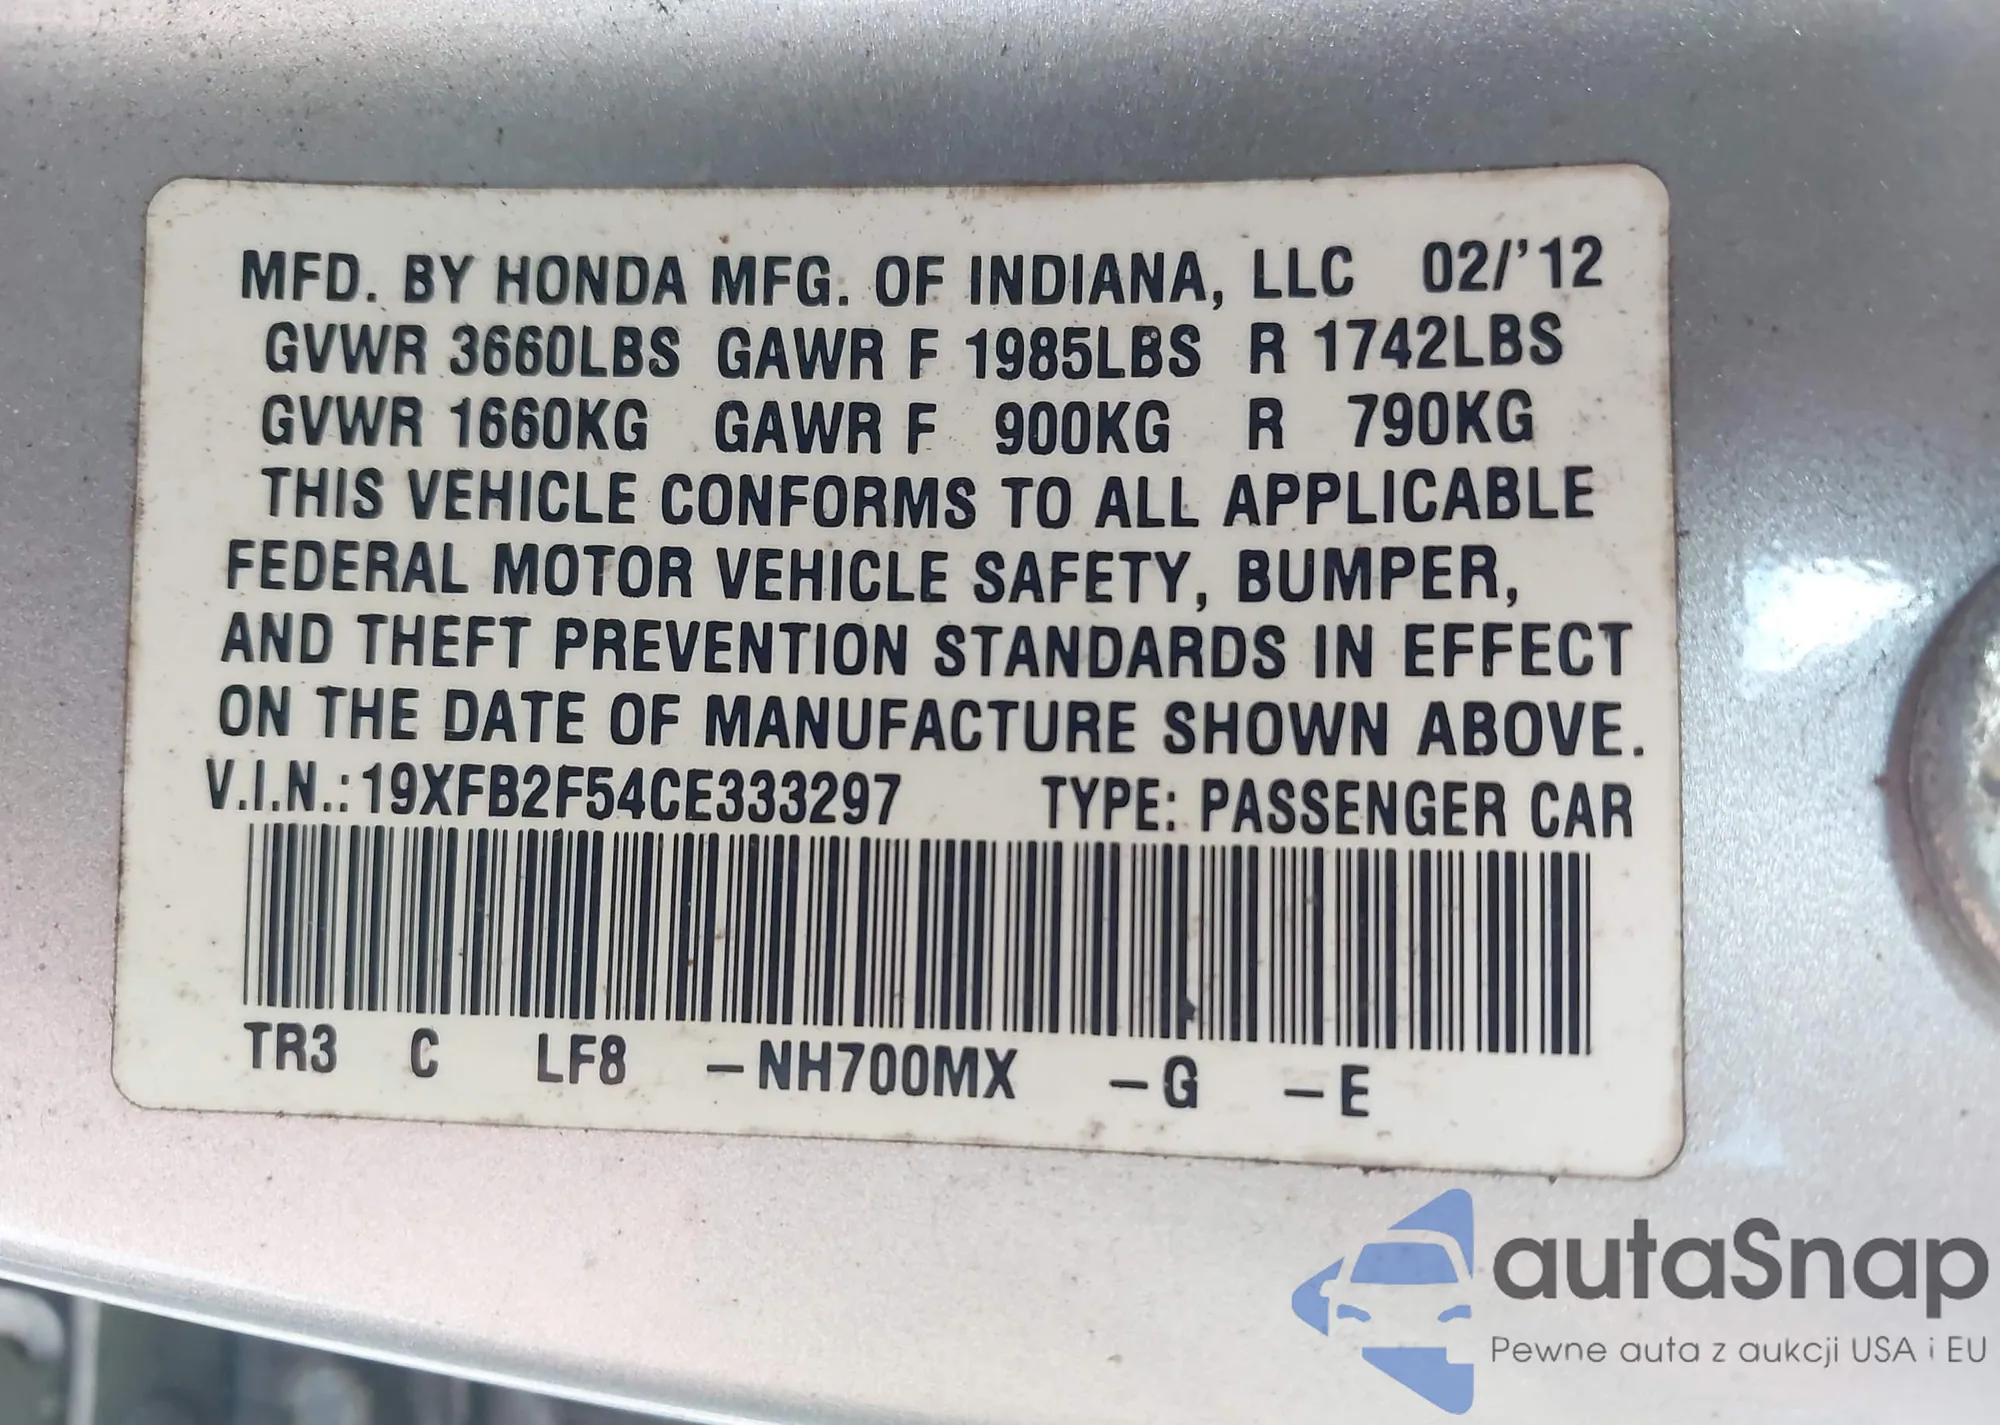 MFD. BY HONDA MFG. OF INDIANA, LLC 02/'12
GVWR 3660LBS GAWR F 1985LBS R 1742LBS
GVWR 1660KG GAWR F 900KG R 790KG
THIS VEHICLE CONFORMS TO ALL APPLICABLE
FEDERAL MOTOR VEHICLE SAFETY, BUMPER,
AND THEFT PREVENTION STANDARDS IN EFFECT
ON THE DATE OF MANUFACTURE SHOWN ABOVE.
V.I.N.: 19XFB2F54CE333297 TYPE: PASSENGER CAR
TR3 C LF8 -NH700MX -G -E
autaSnap
Pewne auta z aukcji USA i EU